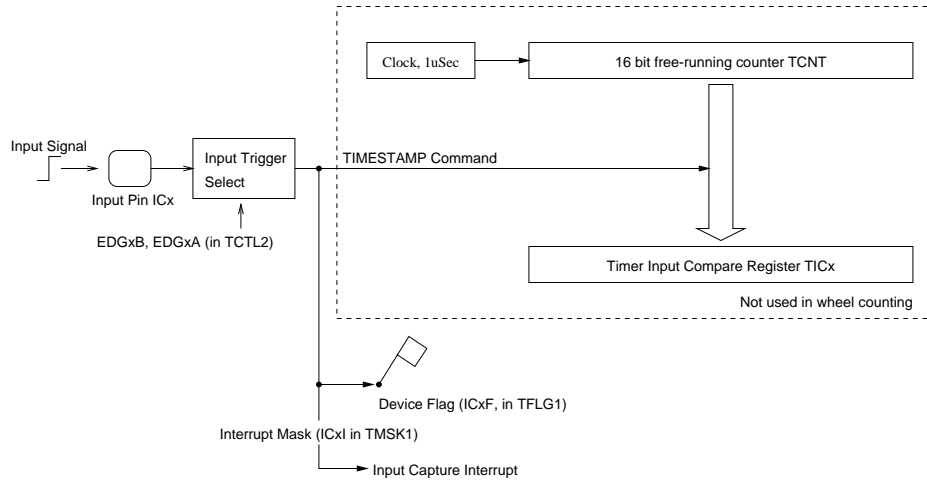 Clock, 1uSec
16 bit free-running counter TCNT
Input Signal
Input Trigger
Select
TIMESTAMP Command
Input Pin ICx
EDGxB, EDGxA (in TCTL2)
Timer Input Compare Register TICx
Not used in wheel counting
Device Flag (ICxF, in TFLG1)
Interrupt Mask (ICxI in TMSK1)
Input Capture Interrupt